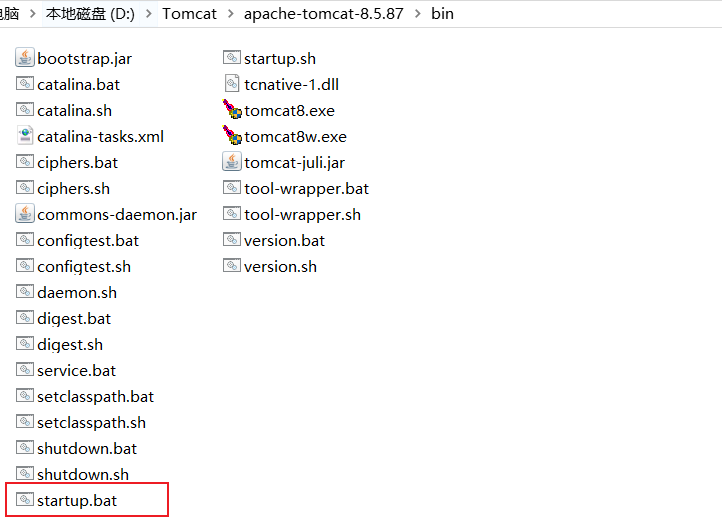 电脑 > 本地磁盘 (D:) > Tomcat > apache-tomcat-8.5.87 > bin
bootstrap.jar
catalina.bat
catalina.sh
catalina-tasks.xml
ciphers.bat
ciphers.sh
commons-daemon.jar
configtest.bat
configtest.sh
daemon.sh
digest.bat
digest.sh
service.bat
setclasspath.bat
setclasspath.sh
shutdown.bat
shutdown.sh
startup.bat
startup.sh
tcnative-1.dll
tomcat8.exe
tomcat8w.exe
tomcat-juli.jar
tool-wrapper.bat
tool-wrapper.sh
version.bat
version.sh